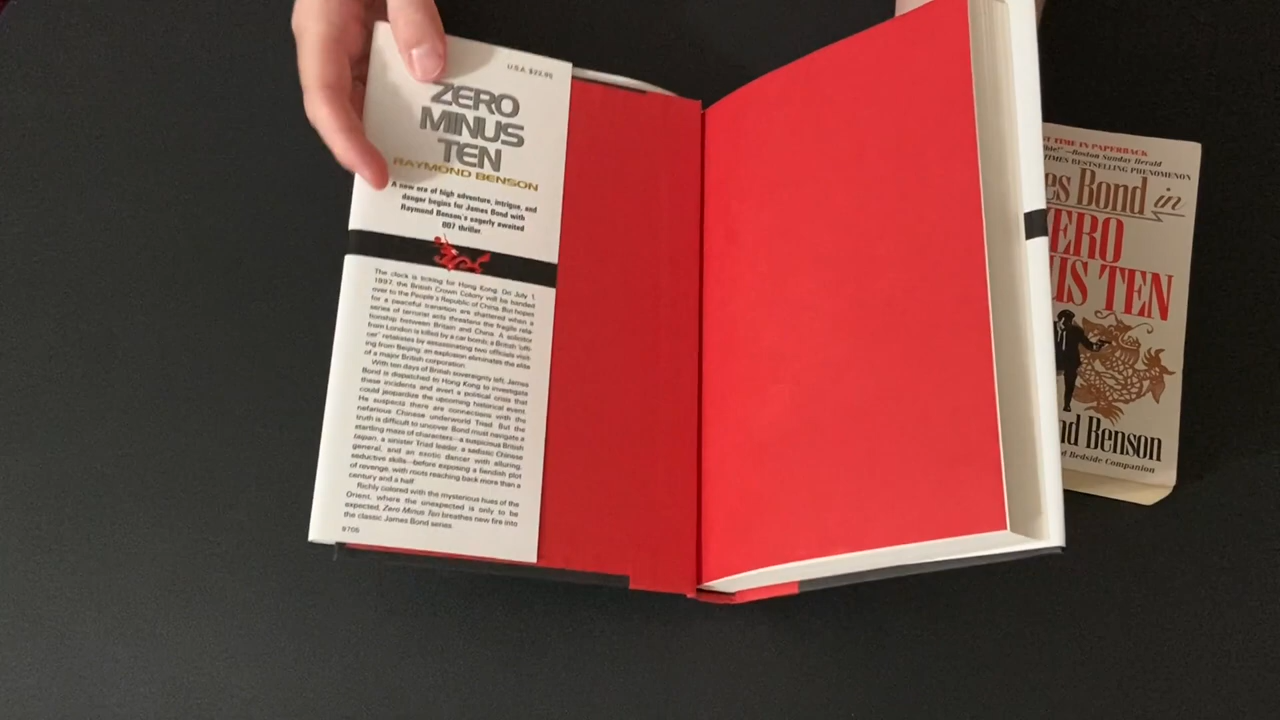 U.S.A. $22.95
ZERO
MINUS
TEN
RAYMOND BENSON
A new era of high adventure, intrigue, and
danger begins for James Bond with
Raymond Benson's eagerly awaited
007 thriller.
The clock is ticking for Hong Kong. On July 1,
1997, the British Crown Colony will be handed
over to the People's Republic of China. But hopes
for a peaceful transition are shattered when a
series of terrorist acts threatens the fragile rela-
tionship between Britain and China. A solicitor
from London is killed by a car bomb; a British "offi-
cer" retaliates by assassinating two officials visit-
ing from Beijing; an explosion eliminates the elite
of a major British corporation.
With ten days of British sovereignty left, James
Bond is dispatched to Hong Kong to investigate
these incidents and avert a political crisis that
could jeopardize the upcoming historical event.
He suspects there are connections with the
nefarious Chinese underworld Triad. But the
truth is difficult to uncover. Bond must navigate a
startling maze of characters—a suspicious British
taipan, a sinister Triad leader, a sadistic Chinese
general, and an exotic dancer with alluring,
seductive skills—before exposing a fiendish plot
of revenge, with roots reaching back more than a
century and a half.
Richly colored with the mysterious hues of the
Orient, where the unexpected is only to be
expected, Zero Minus Ten breathes new fire into
the classic James Bond series.
9705
ST TIME IN PAPERBACK
ible!" —Boston Sunday Herald
TIMES BESTSELLING PHENOMENON
es Bond in
ERO
US TEN
nd Benson
d Bedside Companion